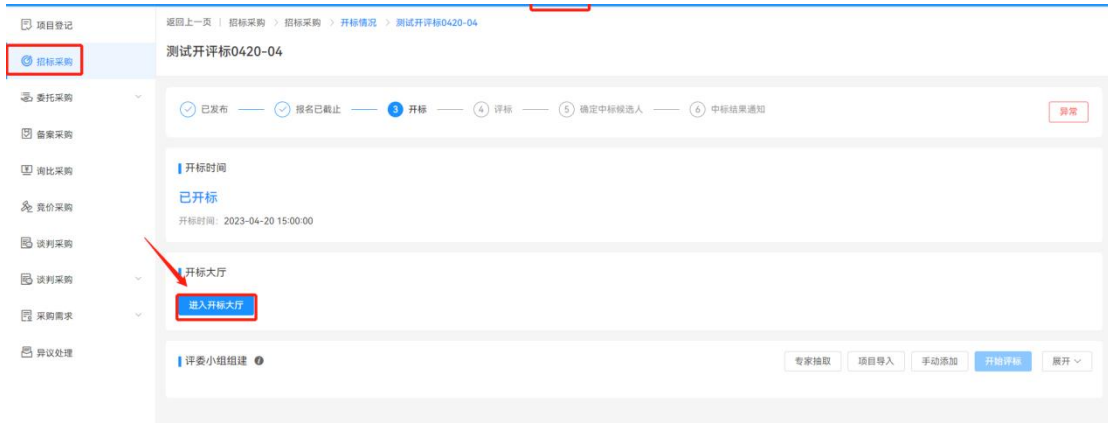 项目登记
招标采购
委托采购
备案采购
询比采购
竞价采购
谈判采购
谈判采购
采购需求
异议处理
返回上一页 | 招标采购 > 招标采购 > 开标情况 > 测试开评标0420-04
测试开评标0420-04
已发布 报名已截止 3 开标 4 评标 5 确定中标候选人 6 中标结果通知 异常
开标时间
已开标
开标时间: 2023-04-20 15:00:00
开标大厅
进入开标大厅
评委小组组建 专家抽取 项目导入 手动添加 开始评标 展开